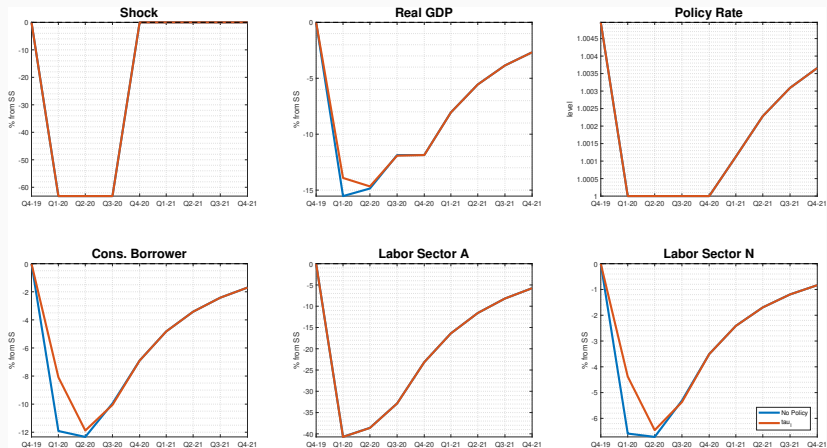 Shock
0
-10
-20
-30
-40
-50
-60
% from SS
Q4-19 Q1-20 Q2-20 Q3-20 Q4-20 Q1-21 Q2-21 Q3-21 Q4-21
Real GDP
0
-5
-10
-15
% from SS
Q4-19 Q1-20 Q2-20 Q3-20 Q4-20 Q1-21 Q2-21 Q3-21 Q4-21
Policy Rate
1.0045
1.004
1.0035
1.003
1.0025
1.002
1.0015
1.001
1.0005
1
level
Q4-19 Q1-20 Q2-20 Q3-20 Q4-20 Q1-21 Q2-21 Q3-21 Q4-21
Cons. Borrower
0
-2
-4
-6
-8
-10
-12
% from SS
Q4-19 Q1-20 Q2-20 Q3-20 Q4-20 Q1-21 Q2-21 Q3-21 Q4-21
Labor Sector A
0
-5
-10
-15
-20
-25
-30
-35
-40
% from SS
Q4-19 Q1-20 Q2-20 Q3-20 Q4-20 Q1-21 Q2-21 Q3-21 Q4-21
Labor Sector N
0
-1
-2
-3
-4
-5
-6
% from SS
Q4-19 Q1-20 Q2-20 Q3-20 Q4-20 Q1-21 Q2-21 Q3-21 Q4-21
No Policy